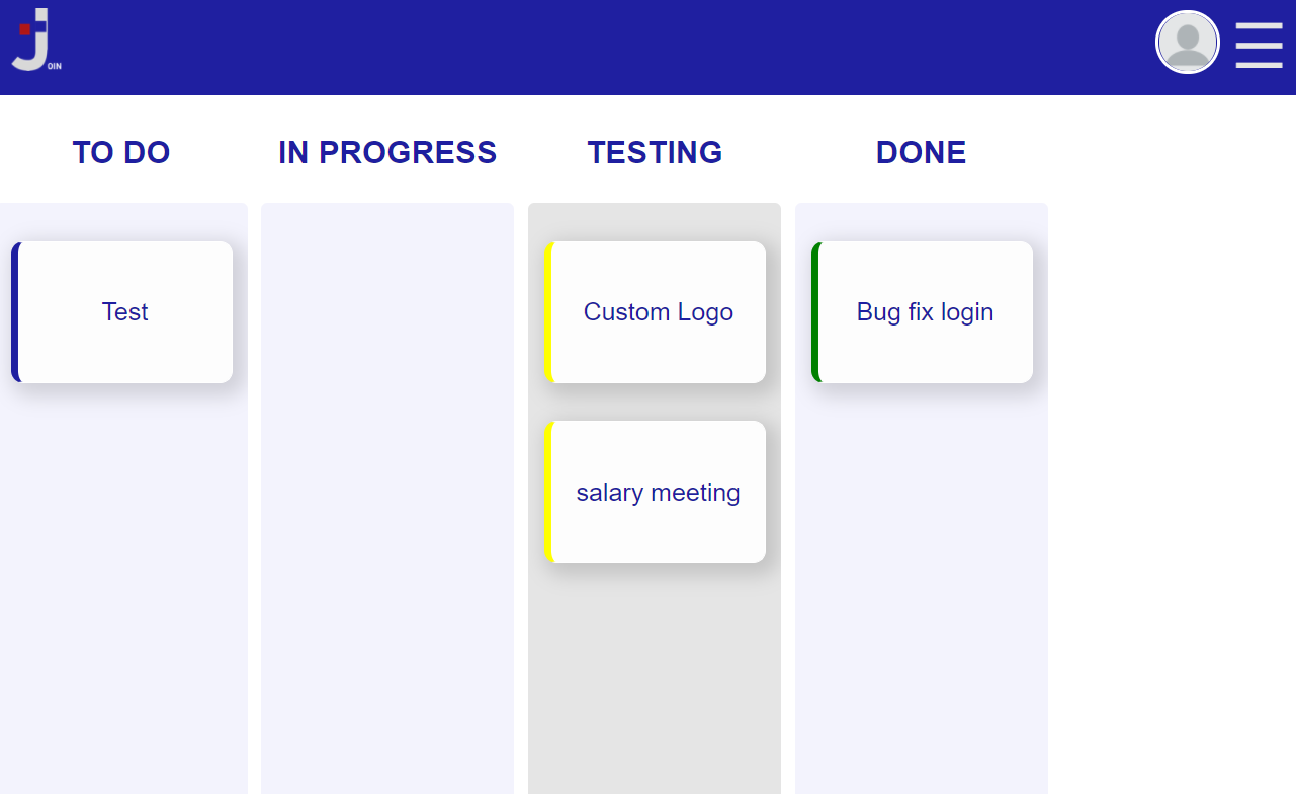 JOIN
TO DO
IN PROGRESS
TESTING
DONE
Test
Custom Logo
Bug fix login
salary meeting